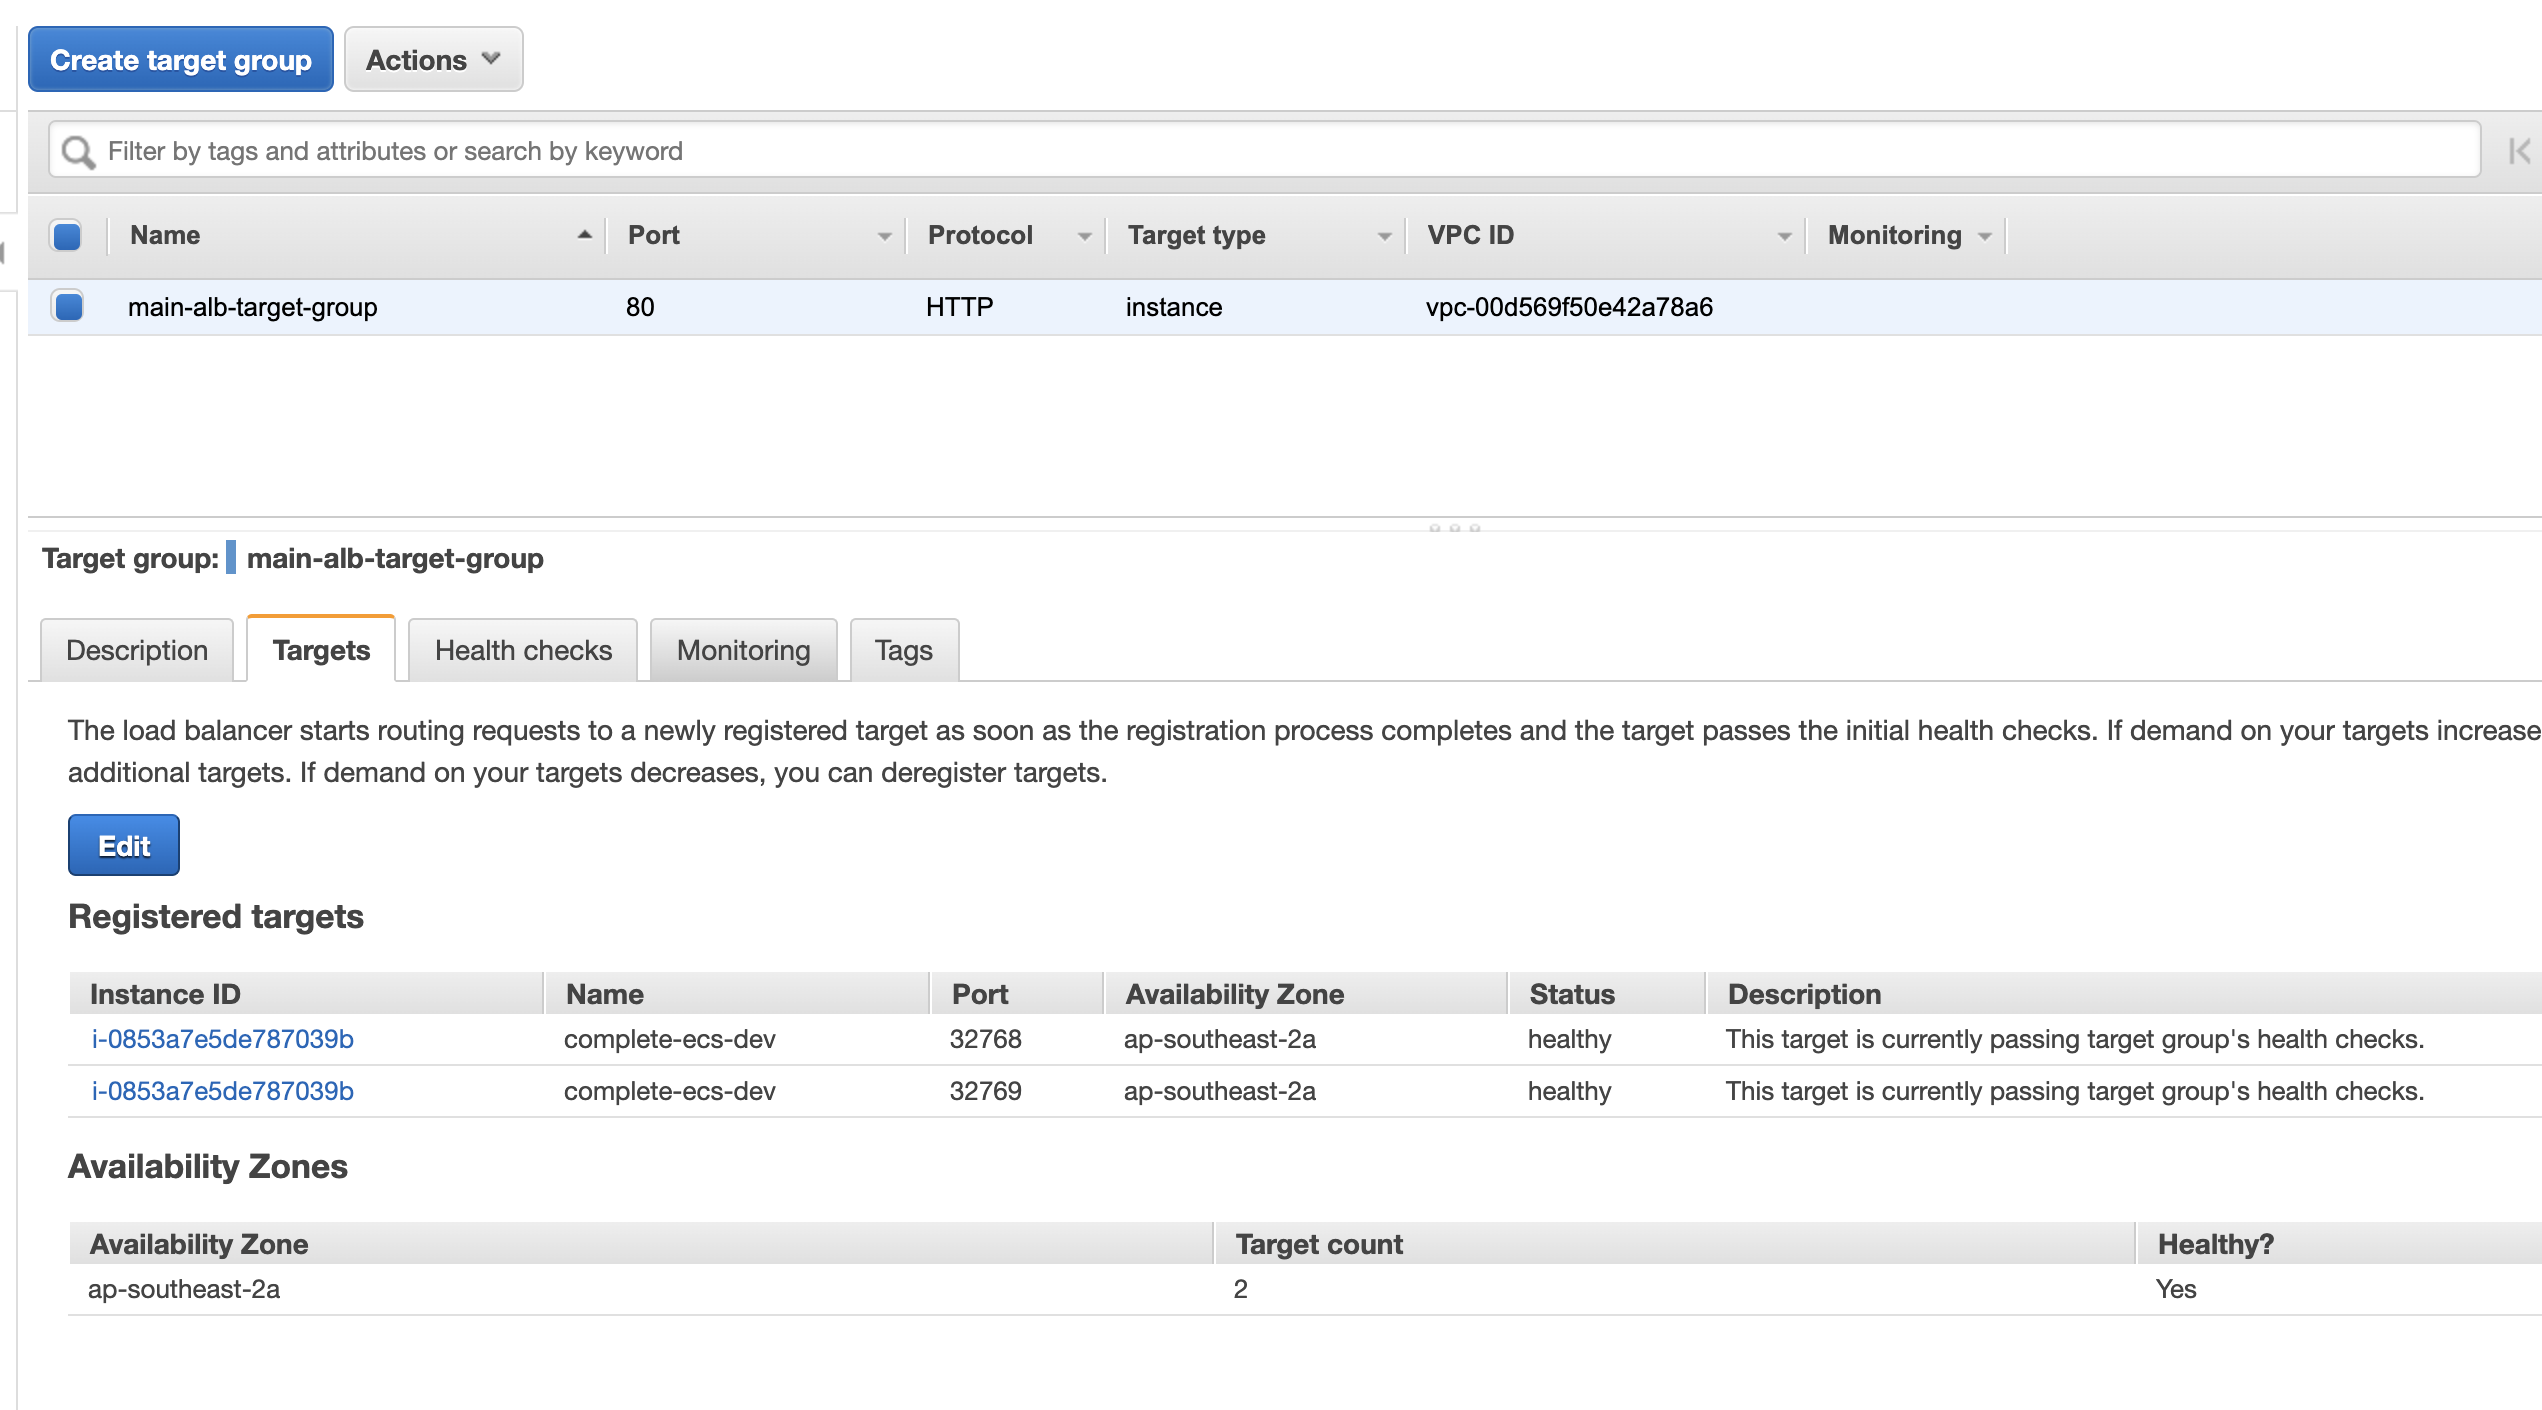 Create target group Actions
Filter by tags and attributes or search by keyword
Name Port Protocol Target type VPC ID Monitoring
main-alb-target-group 80 HTTP instance vpc-00d569f50e42a78a6
Target group: main-alb-target-group
Description Targets Health checks Monitoring Tags
The load balancer starts routing requests to a newly registered target as soon as the registration process completes and the target passes the initial health checks. If demand on your targets increase
additional targets. If demand on your targets decreases, you can deregister targets.
Edit
Registered targets
Instance ID Name Port Availability Zone Status Description
i-0853a7e5de787039b complete-ecs-dev 32768 ap-southeast-2a healthy This target is currently passing target group's health checks.
i-0853a7e5de787039b complete-ecs-dev 32769 ap-southeast-2a healthy This target is currently passing target group's health checks.
Availability Zones
Availability Zone Target count Healthy?
ap-southeast-2a 2 Yes